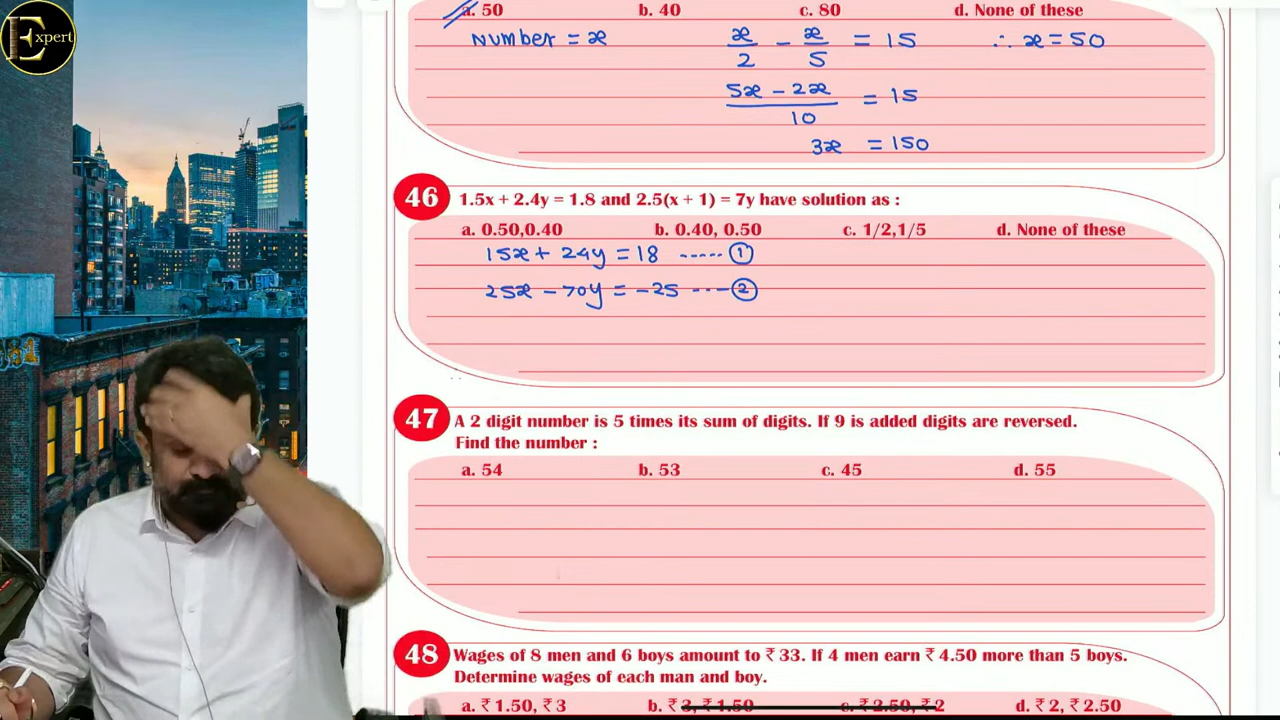 Expert
a. 50 b. 40 c. 80 d. None of these
Number = x x/2 - x/5 = 15 ∴ x = 50
5x - 2x / 10 = 15
3x = 150
46 1.5x + 2.4y = 1.8 and 2.5(x + 1) = 7y have solution as :
a. 0.50,0.40 b. 0.40, 0.50 c. 1/2,1/5 d. None of these
15x + 24y = 18 ----- ①
25x - 70y = -25 ---- ②
47 A 2 digit number is 5 times its sum of digits. If 9 is added digits are reversed.
Find the number :
a. 54 b. 53 c. 45 d. 55
48 Wages of 8 men and 6 boys amount to ₹ 33. If 4 men earn ₹ 4.50 more than 5 boys.
Determine wages of each man and boy.
a. ₹ 1.50, ₹ 3 b. ₹ 3, ₹ 1.50 c. ₹ 2.50, ₹ 2 d. ₹ 2, ₹ 2.50